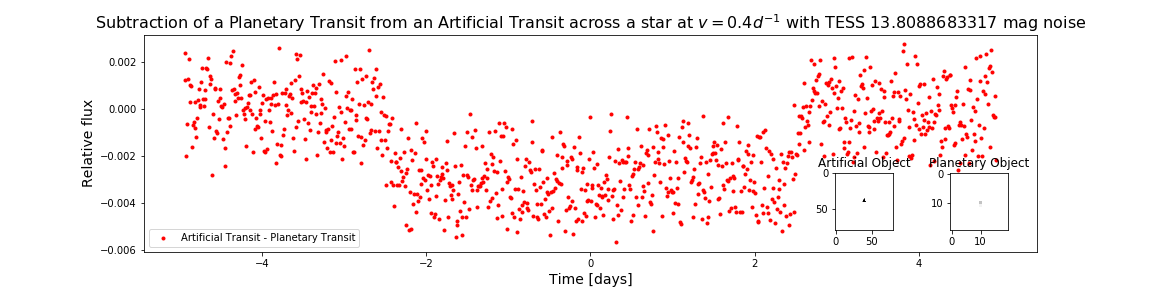 Subtraction of a Planetary Transit from an Artificial Transit across a star at v = 0.4d⁻¹ with TESS 13.8088683317 mag noise
Relative flux
0.002
0.000
−0.002
−0.004
−0.006
Artificial Transit - Planetary Transit
Artificial Object
0
50
0 50
Planetary Object
0
10
0 10
−4 −2 0 2 4
Time [days]